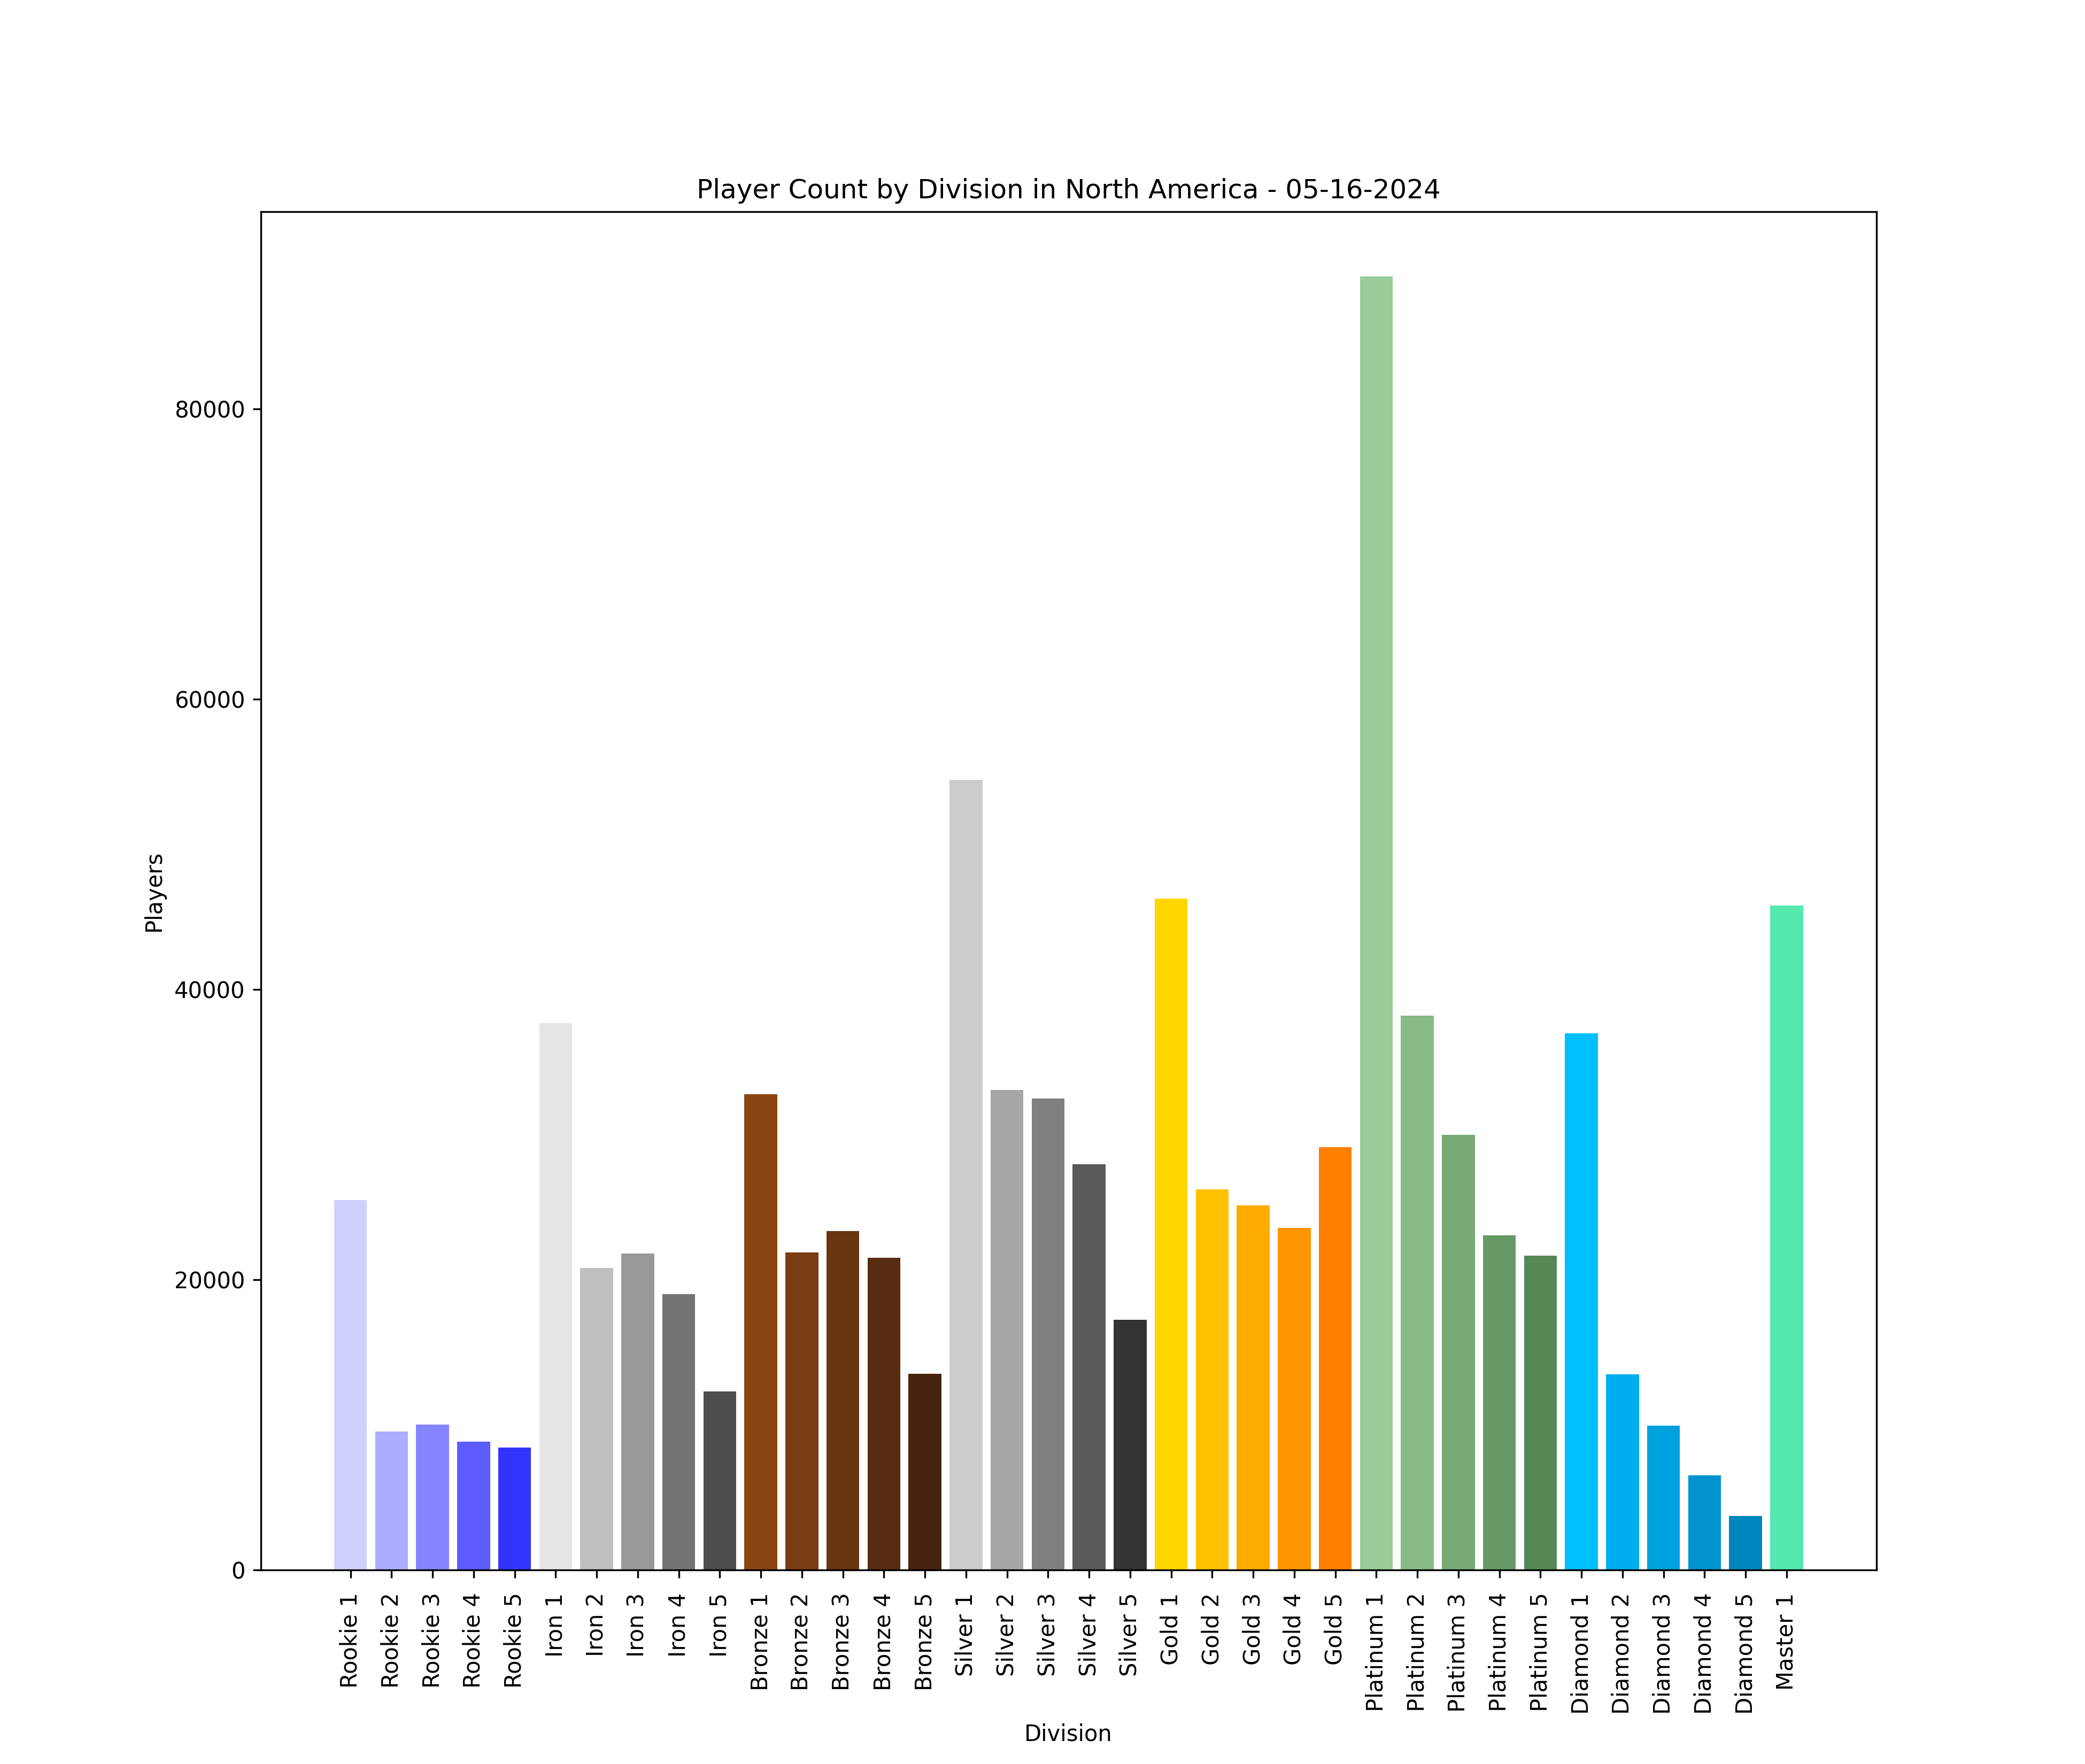 Player Count by Division in North America - 05-16-2024
Players
80000
60000
40000
20000
0
Rookie 1
Rookie 2
Rookie 3
Rookie 4
Rookie 5
Iron 1
Iron 2
Iron 3
Iron 4
Iron 5
Bronze 1
Bronze 2
Bronze 3
Bronze 4
Bronze 5
Silver 1
Silver 2
Silver 3
Silver 4
Silver 5
Gold 1
Gold 2
Gold 3
Gold 4
Gold 5
Platinum 1
Platinum 2
Platinum 3
Platinum 4
Platinum 5
Diamond 1
Diamond 2
Diamond 3
Diamond 4
Diamond 5
Master 1
Division